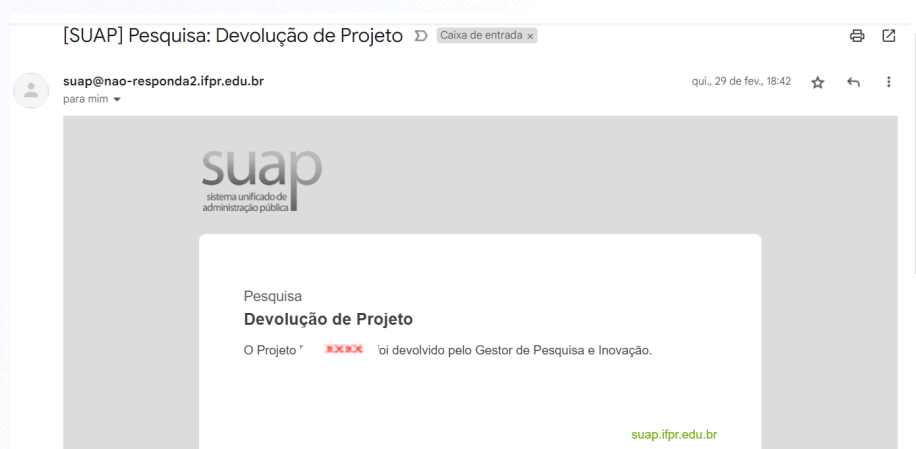 [SUAP] Pesquisa: Devolução de Projeto Caixa de entrada x
suap@nao-responda2.ifpr.edu.br qui., 29 de fev., 18:42
para mim
suap
sistema unificado de
administração pública
Pesquisa
Devolução de Projeto
O Projeto " XXXX foi devolvido pelo Gestor de Pesquisa e Inovação.
suap.ifpr.edu.br